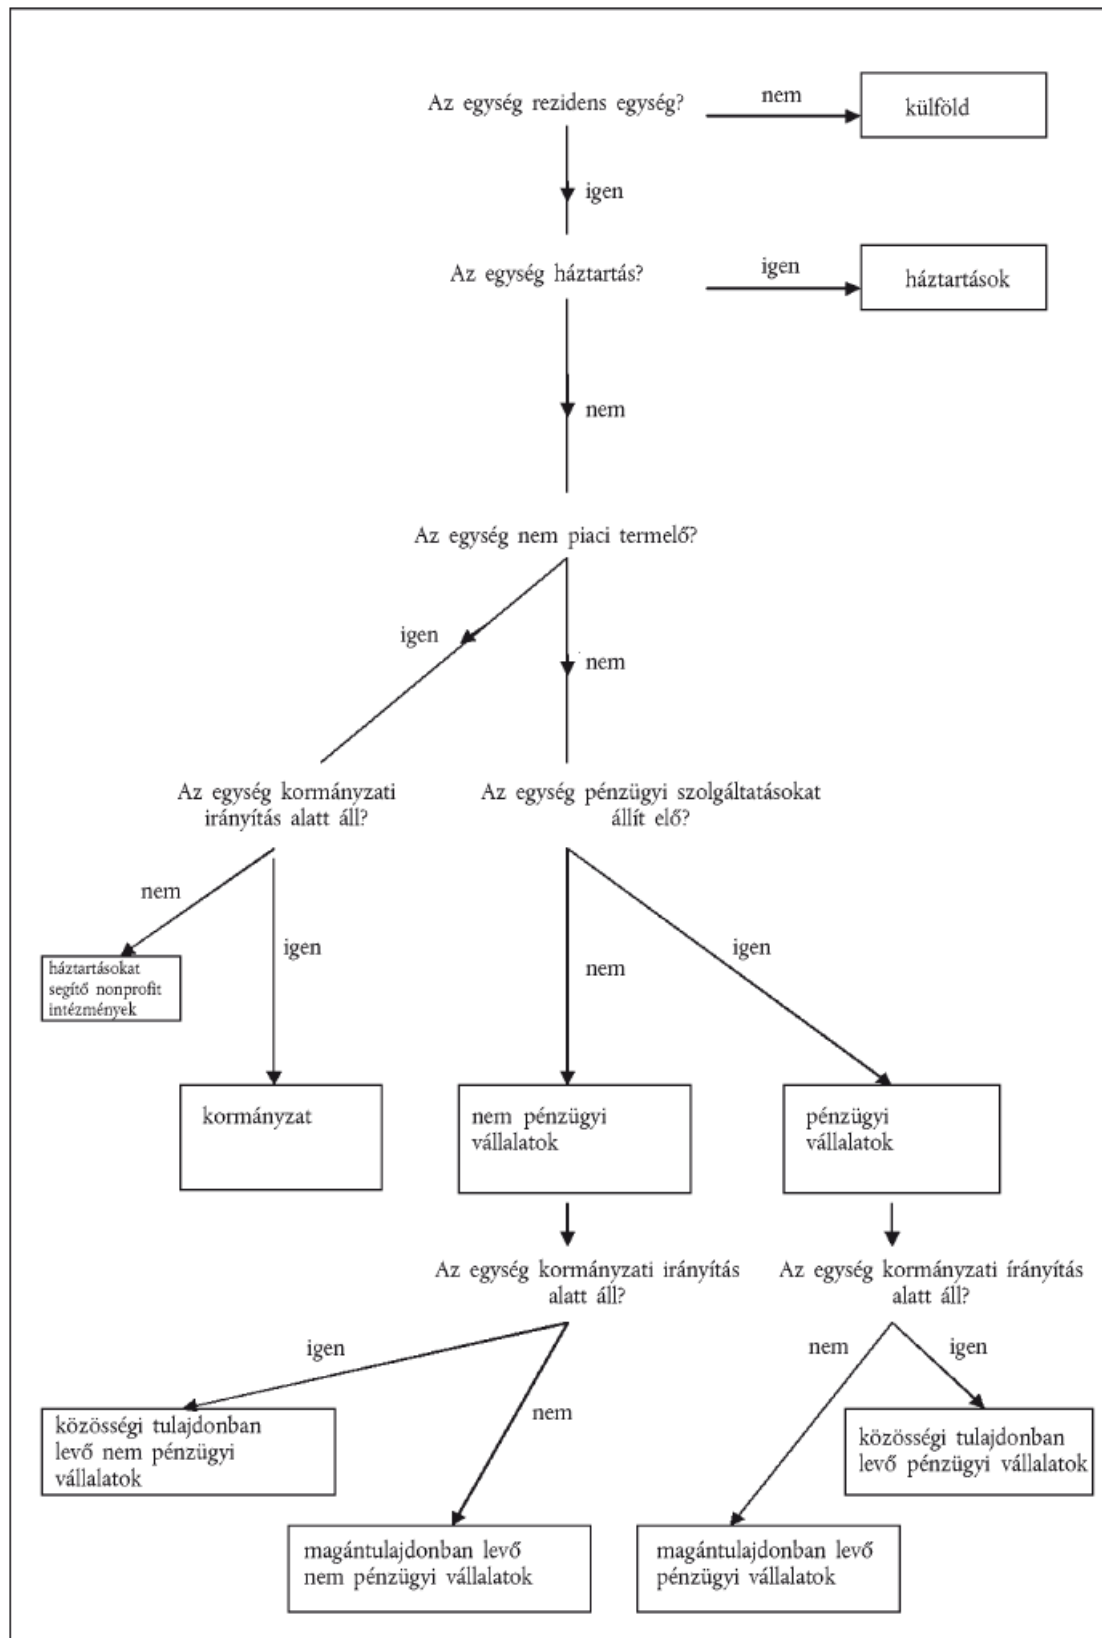 Az egység rezidens egység?
nem
külföld
igen
Az egység háztartás?
igen
háztartások
nem
Az egység nem piaci termelő?
igen
nem
Az egység kormányzati
irányítás alatt áll?
Az egység pénzügyi szolgáltatásokat
állít elő?
nem
igen
nem
igen
háztartásokat
segítő nonprofit
intézmények
kormányzat
nem pénzügyi
vállalatok
pénzügyi
vállalatok
Az egység kormányzati irányítás
alatt áll?
Az egység kormányzati írányítás
alatt áll?
igen
nem
nem
igen
közösségi tulajdonban
levő nem pénzügyi
vállalatok
közösségi tulajdonban
levő pénzügyi vállalatok
magántulajdonban levő
nem pénzügyi vállalatok
magántulajdonban levő
pénzügyi vállalatok